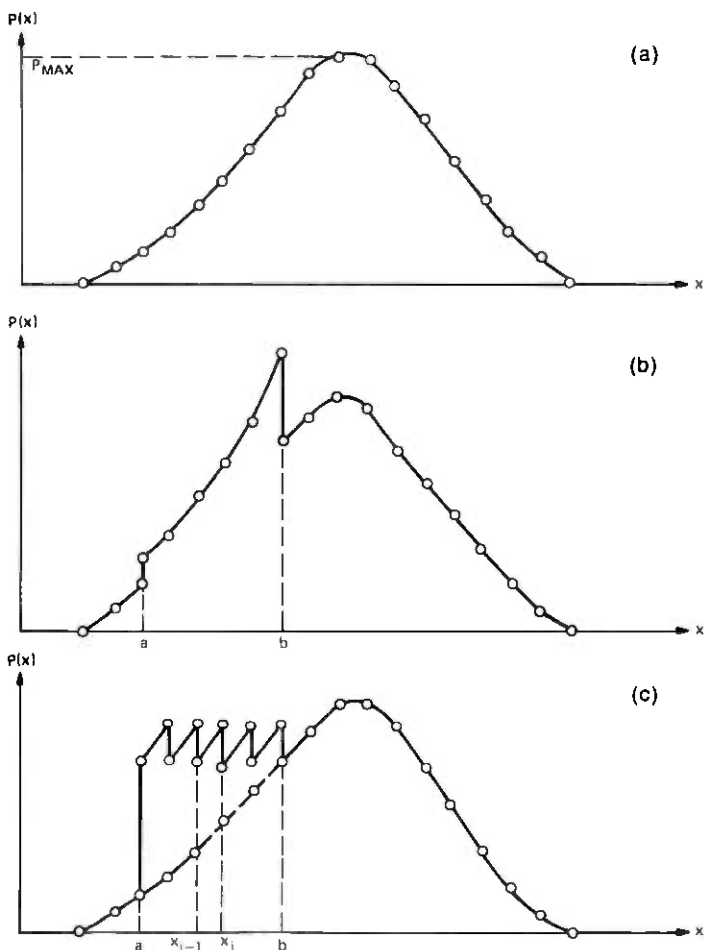 P(x)
(a)
P_MAX
x
P(x)
(b)
a
b
x
P(x)
(c)
a
x_{i-1}
x_i
b
x